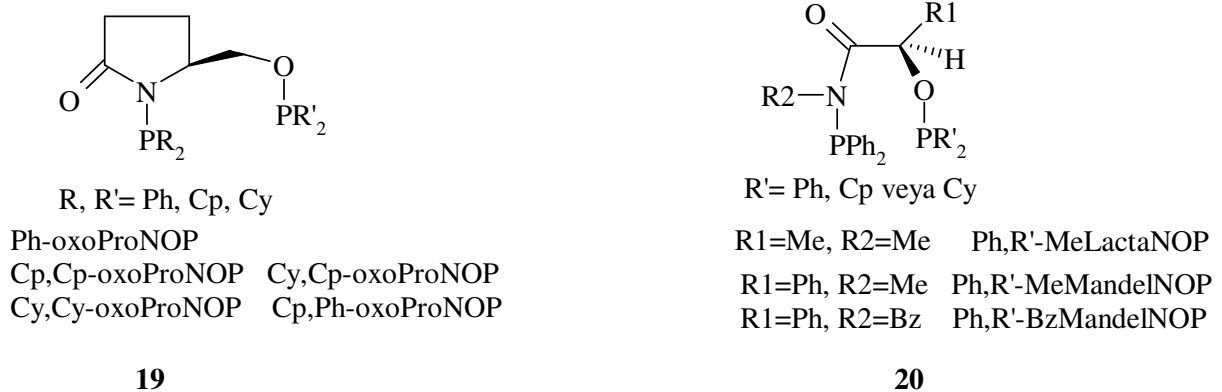 O
N
O
PR2
PR'2
R, R'= Ph, Cp, Cy
Ph-oxoProNOP
Cp,Cp-oxoProNOP Cy,Cp-oxoProNOP
Cy,Cy-oxoProNOP Cp,Ph-oxoProNOP
19
O
R1
H
R2
N
O
PPh2
PR'2
R'= Ph, Cp veya Cy
R1=Me, R2=Me Ph,R'-MeLactaNOP
R1=Ph, R2=Me Ph,R'-MeMandelNOP
R1=Ph, R2=Bz Ph,R'-BzMandelNOP
20